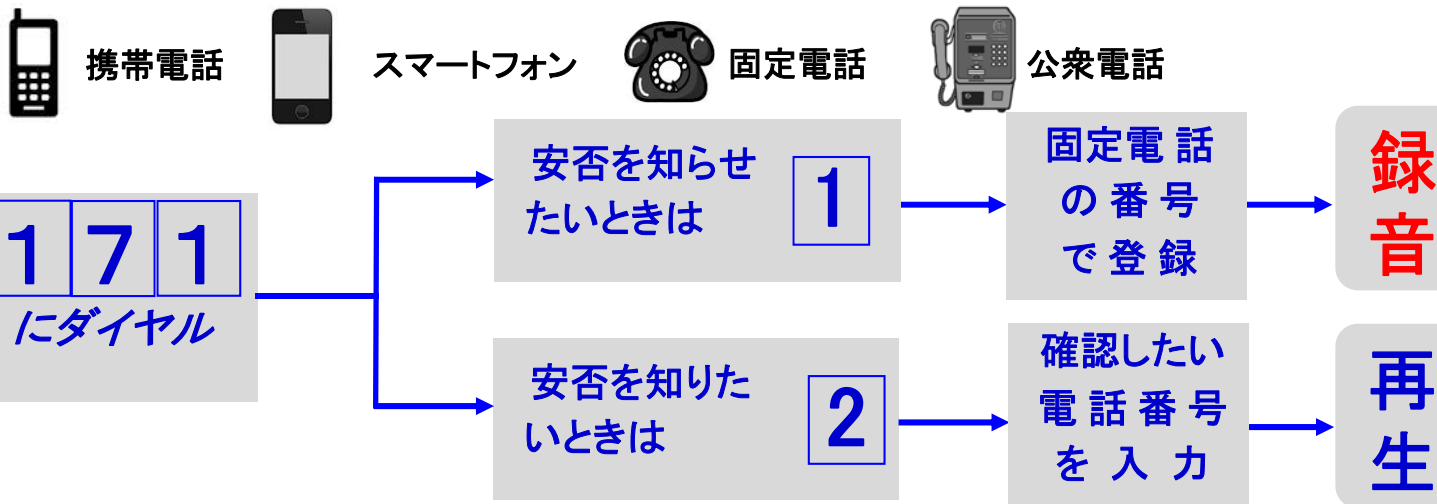 携帯電話
スマートフォン
固定電話
公衆電話
171
にダイヤル
安否を知らせ
たいときは
1
固定電話
の番号
で登録
録
音
安否を知りた
いときは
2
確認したい
電話番号
を入力
再
生